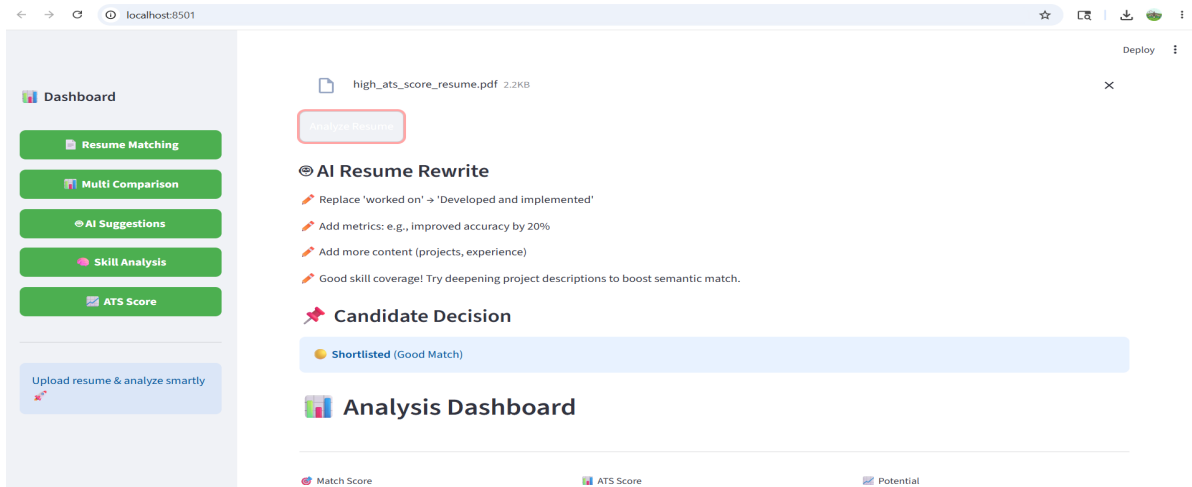 localhost:8501
Deploy
Dashboard
Resume Matching
Multi Comparison
AI Suggestions
Skill Analysis
ATS Score
Upload resume & analyze smartly
high_ats_score_resume.pdf 2.2KB
Analyze Resume
AI Resume Rewrite
Replace 'worked on' → 'Developed and implemented'
Add metrics: e.g., improved accuracy by 20%
Add more content (projects, experience)
Good skill coverage! Try deepening project descriptions to boost semantic match.
Candidate Decision
Shortlisted (Good Match)
Analysis Dashboard
Match Score
ATS Score
Potential